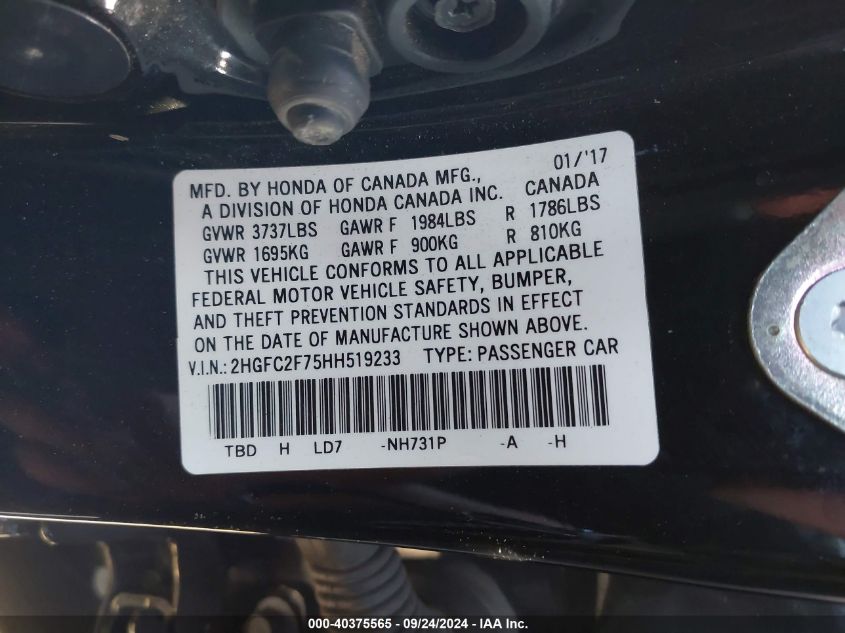 MFD. BY HONDA OF CANADA MFG., 01/'17
A DIVISION OF HONDA CANADA INC. CANADA
GVWR 3737LBS GAWR F 1984LBS R 1786LBS
GVWR 1695KG GAWR F 900KG R 810KG
THIS VEHICLE CONFORMS TO ALL APPLICABLE
FEDERAL MOTOR VEHICLE SAFETY, BUMPER,
AND THEFT PREVENTION STANDARDS IN EFFECT
ON THE DATE OF MANUFACTURE SHOWN ABOVE.
V.I.N.: 2HGFC2F75HH519233 TYPE: PASSENGER CAR
TBD H LD7 -NH731P -A -H
000-40375565 - 09/24/2024 - IAA Inc.